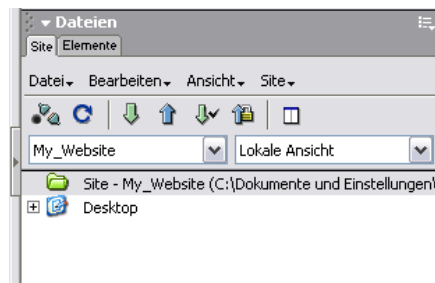 Dateien
Site Elemente
Datei Bearbeiten Ansicht Site
My_Website Lokale Ansicht
Site - My_Website (C:\Dokumente und Einstellungen\
Desktop